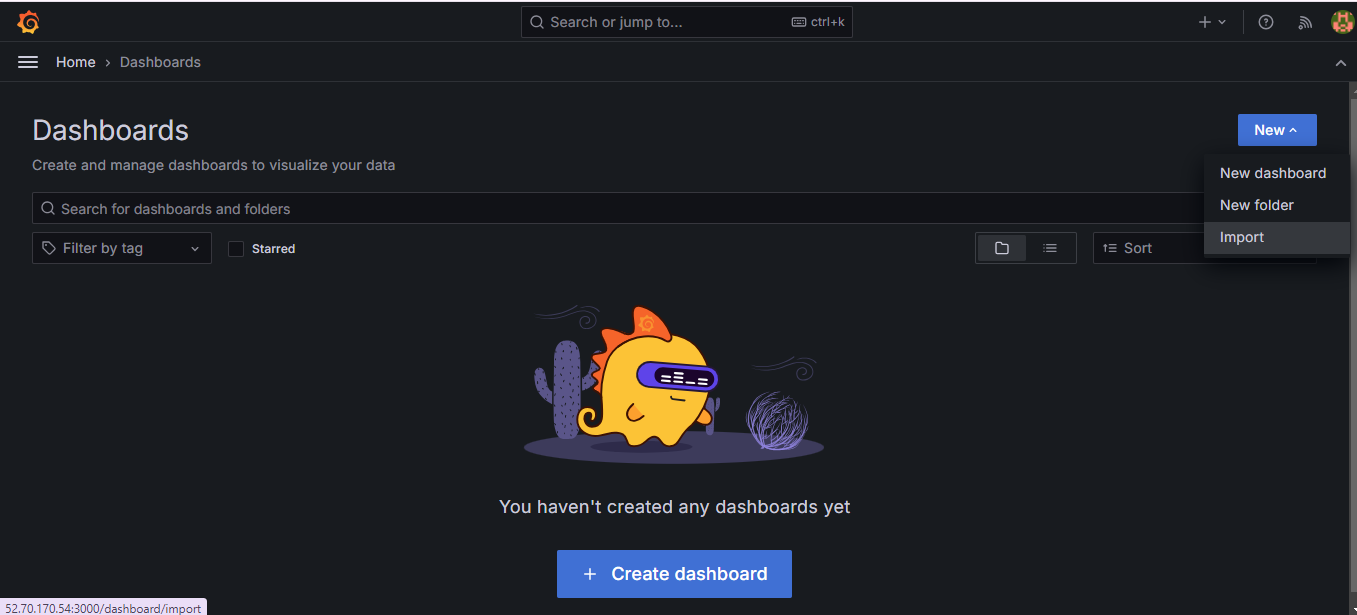 Search or jump to... ctrl+k
Home › Dashboards
Dashboards
New
Create and manage dashboards to visualize your data
New dashboard
New folder
Import
Search for dashboards and folders
Filter by tag
Starred
Sort
You haven't created any dashboards yet
+ Create dashboard
52.70.170.54:3000/dashboard/import